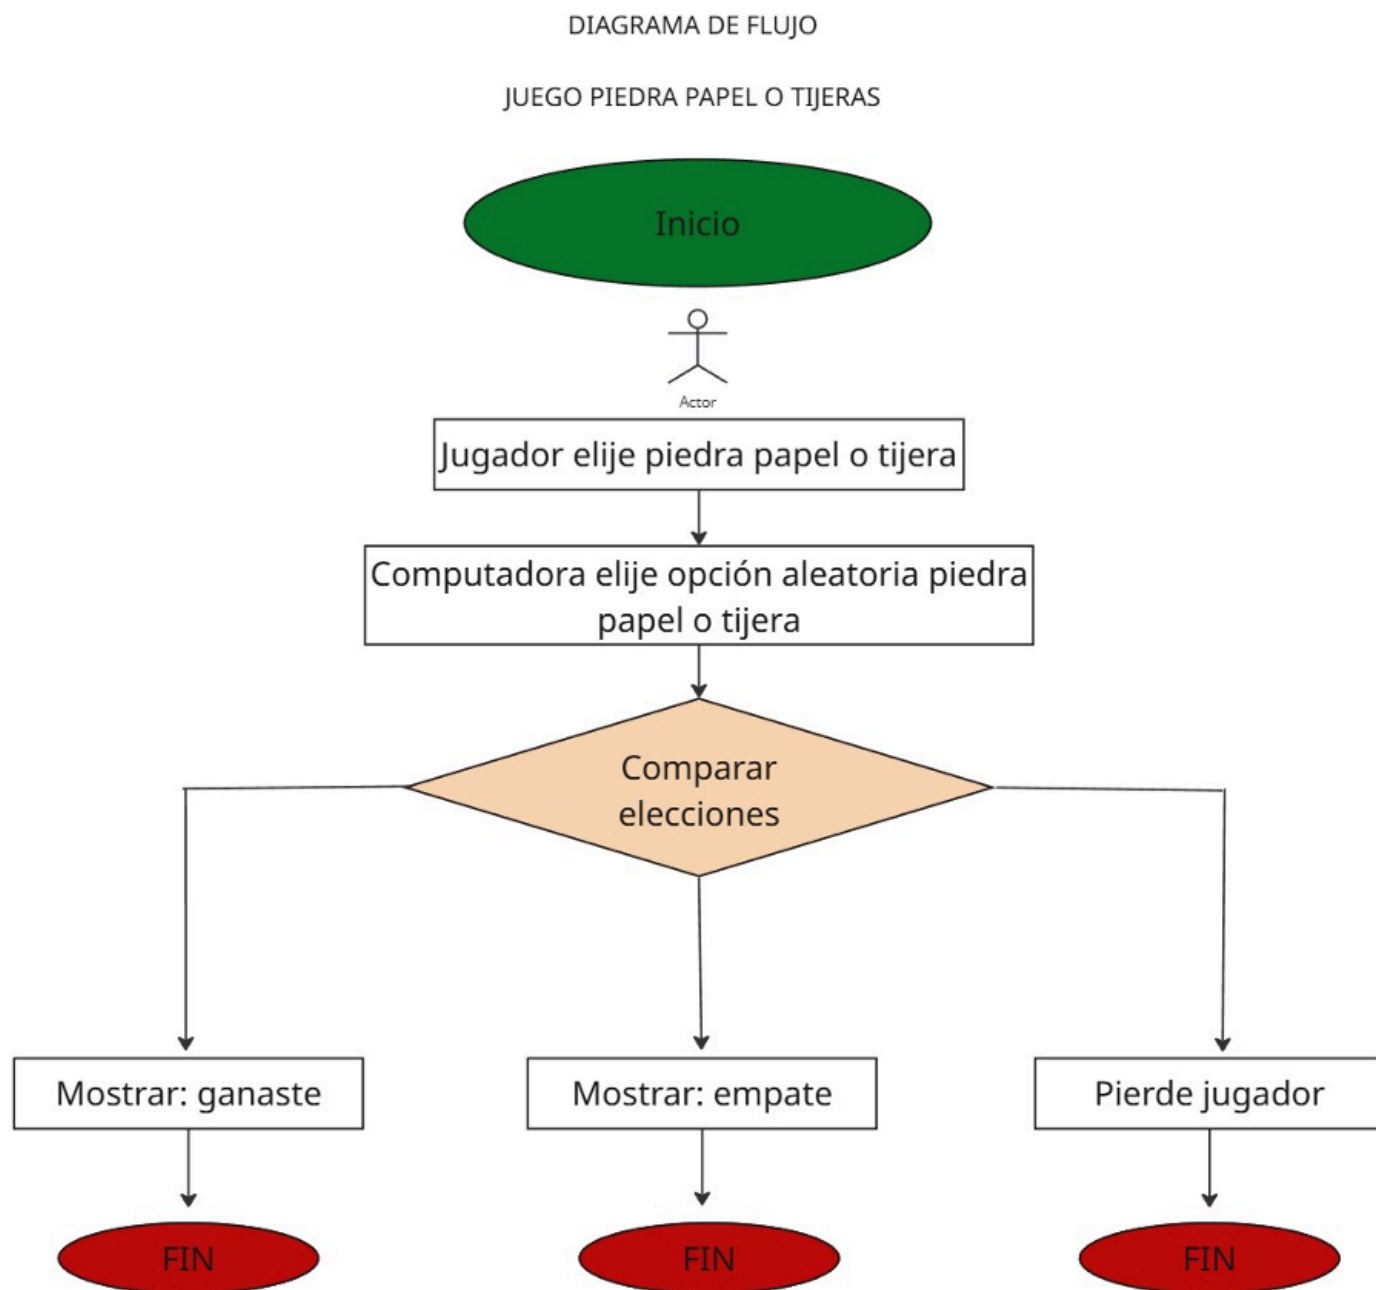 DIAGRAMA DE FLUJO
JUEGO PIEDRA PAPEL O TIJERAS
Inicio
Actor
Jugador elije piedra papel o tijera
Computadora elije opción aleatoria piedra
papel o tijera
Comparar
elecciones
Mostrar: ganaste
Mostrar: empate
Pierde jugador
FIN
FIN
FIN